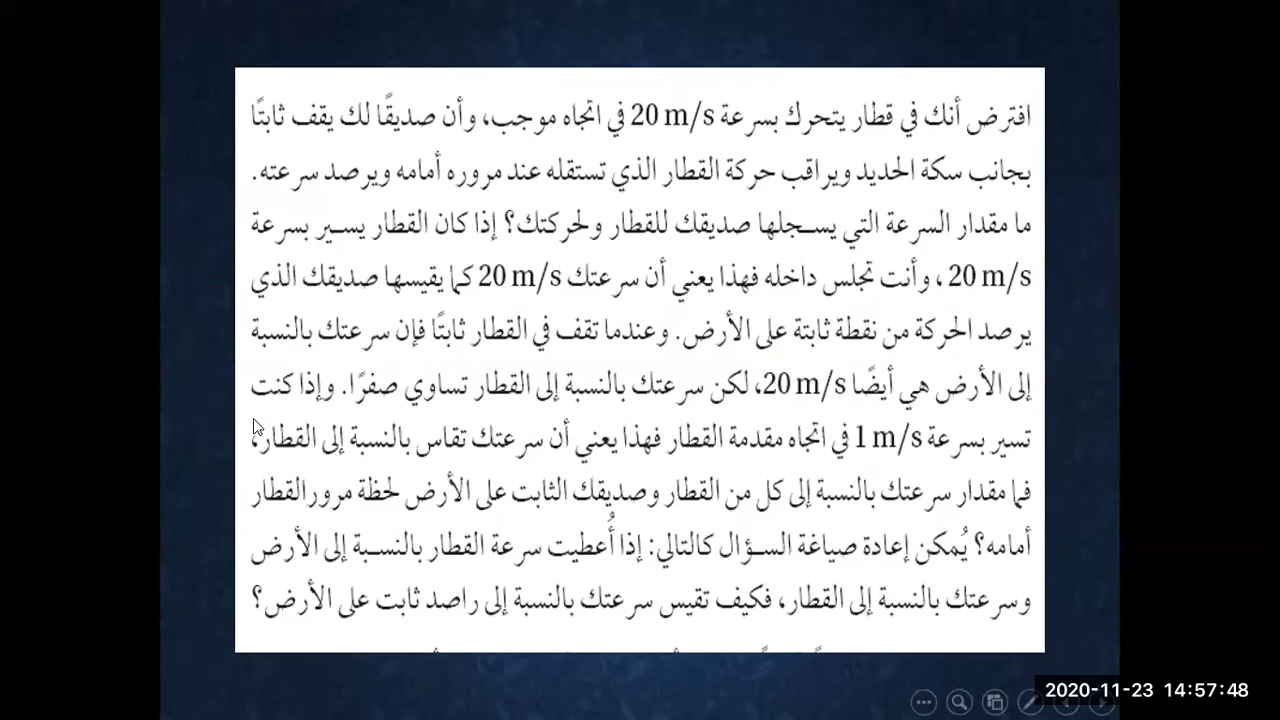 افترض أنك في قطار يتحرك بسرعة 20 m/s في اتجاه موجب، وأن صديقًا لك يقف ثابتًا
بجانب سكة الحديد ويراقب حركة القطار الذي تستقله عند مروره أمامه ويرصد سرعته.
ما مقدار السرعة التي يسجلها صديقك للقطار ولحركتك؟ إذا كان القطار يسير بسرعة
20 m/s ، وأنت تجلس داخله فهذا يعني أن سرعتك 20 m/s كما يقيسها صديقك الذي
يرصد الحركة من نقطة ثابتة على الأرض. وعندما تقف في القطار ثابتًا فإن سرعتك بالنسبة
إلى الأرض هي أيضًا 20 m/s، لكن سرعتك بالنسبة إلى القطار تساوي صفرًا. وإذا كنت
تسير بسرعة 1 m/s في اتجاه مقدمة القطار فهذا يعني أن سرعتك تقاس بالنسبة إلى القطار،
فما مقدار سرعتك بالنسبة إلى كل من القطار وصديقك الثابت على الأرض لحظة مرور القطار
أمامه؟ يُمكن إعادة صياغة السؤال كالتالي: إذا أُعطيت سرعة القطار بالنسبة إلى الأرض
وسرعتك بالنسبة إلى القطار، فكيف تقيس سرعتك بالنسبة إلى راصد ثابت على الأرض؟
2020-11-23 14:57:48